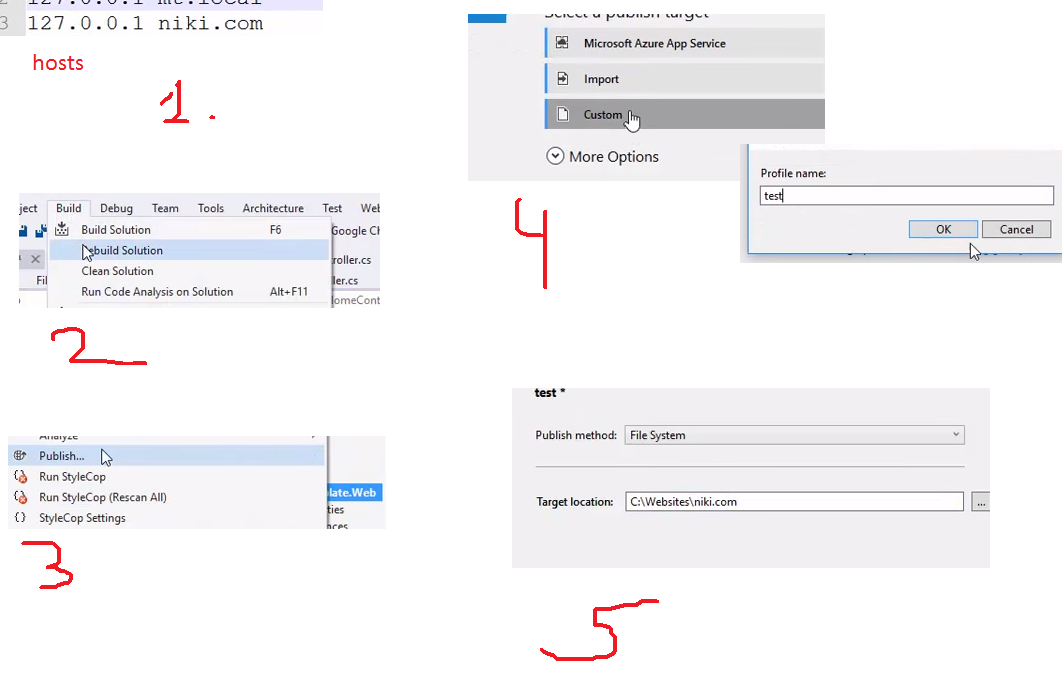 2 127.0.0.1 mt.local
3 127.0.0.1 niki.com
hosts
1.
ject Build Debug Team Tools Architecture Test Web
Build Solution F6
Google Ch
Rebuild Solution
roller.cs
Clean Solution
Fil
ller.cs
Run Code Analysis on Solution Alt+F11
HomeCont
2
Analyze
Publish...
Run StyleCop
Run StyleCop (Rescan All)
late.Web
StyleCop Settings
ties
nces
3
Select a publish target
Microsoft Azure App Service
Import
Custom
More Options
Profile name:
test
OK Cancel
4
test *
Publish method: File System
Target location: C:\Websites\niki.com ...
5